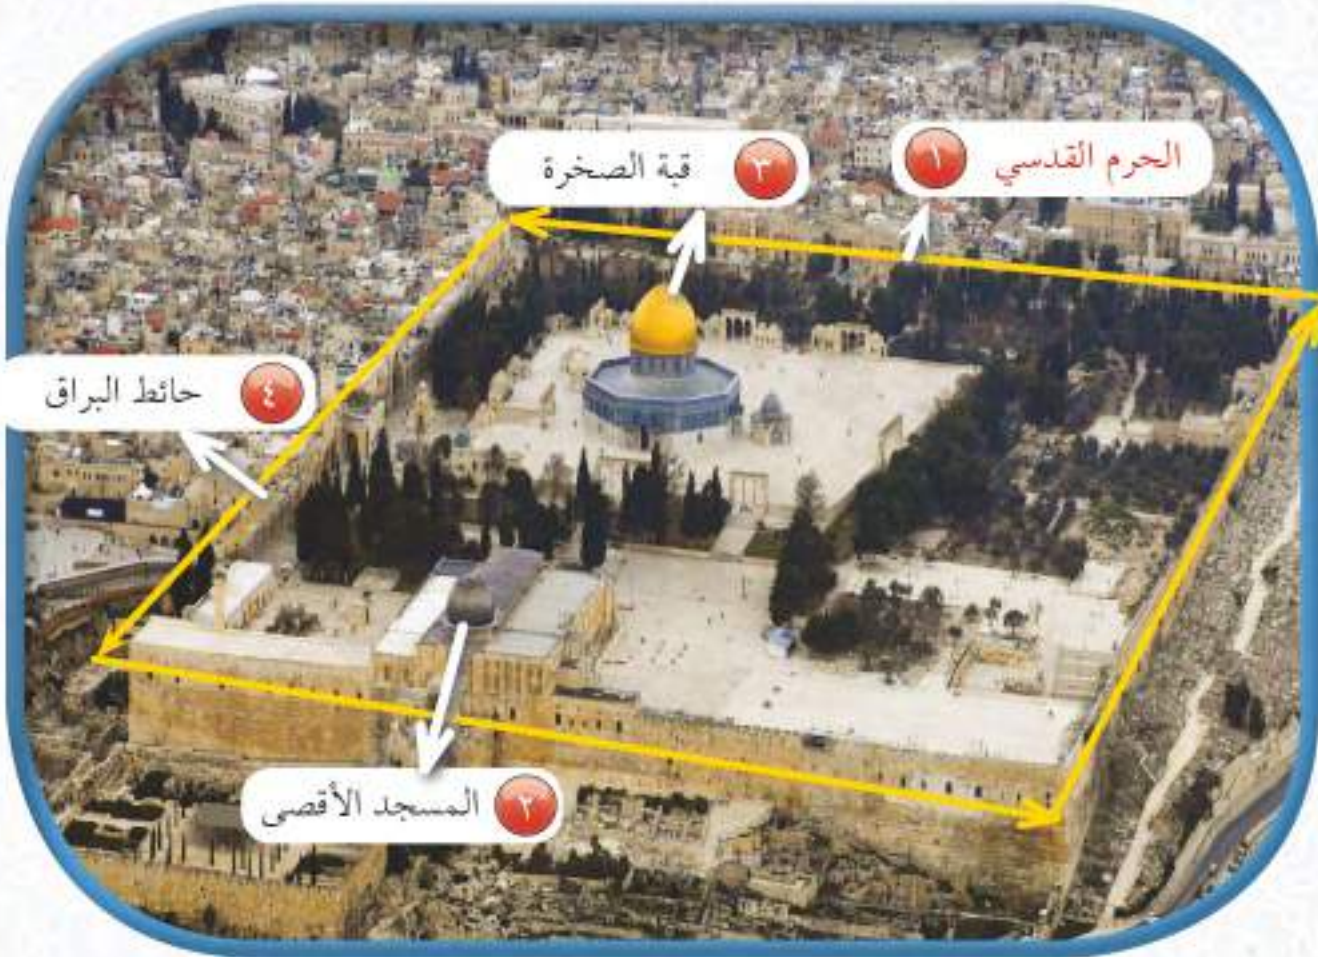 الحرم القدسي ١
قبة الصخرة ٣
حائط البراق ٤
المسجد الأقصى ٢